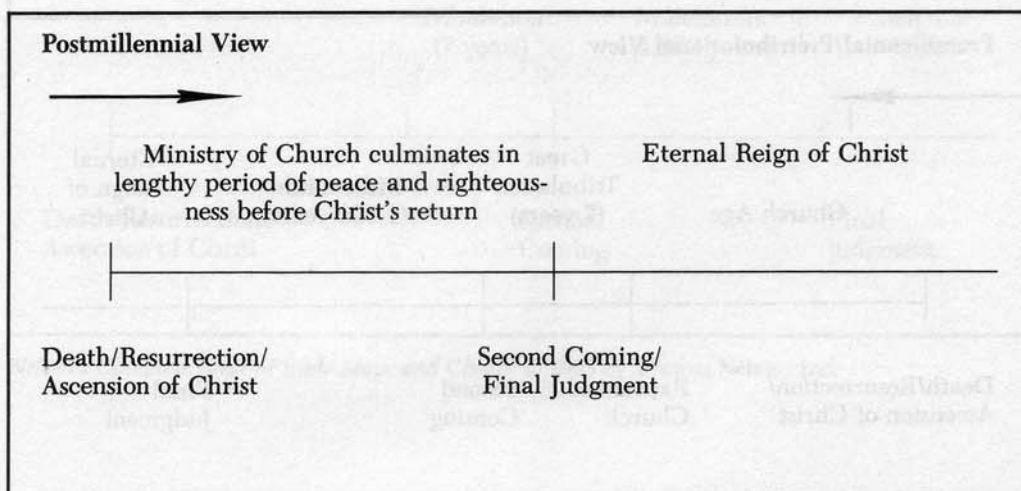 Postmillennial View
Ministry of Church culminates in
lengthy period of peace and righteous-
ness before Christ's return
Eternal Reign of Christ
Death/Resurrection/
Ascension of Christ
Second Coming/
Final Judgment